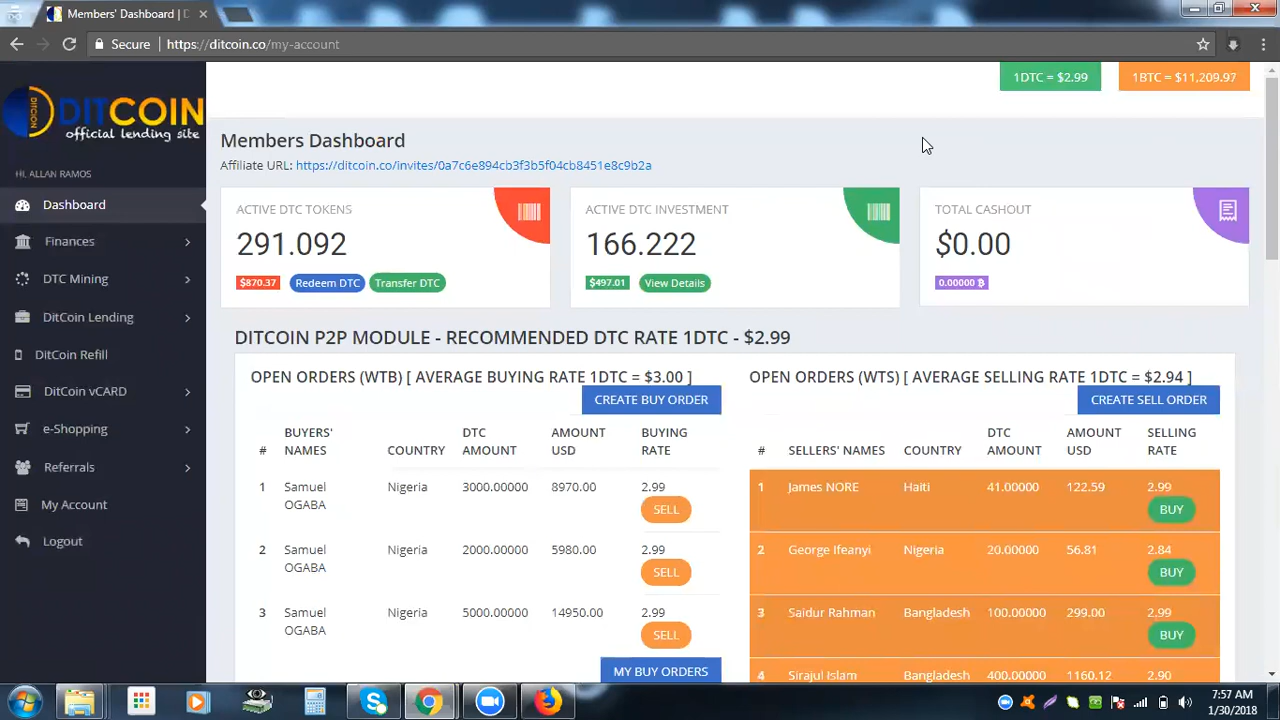 Members' Dashboard | D
Secure
https://ditcoin.co/my-account
DITCOIN
official lending site
DITCOIN
HI, ALLAN RAMOS
Dashboard
Finances
DTC Mining
DitCoin Lending
DitCoin Refill
DitCoin vCARD
e-Shopping
Referrals
My Account
Logout
1DTC = $2.99
1BTC = $11,209.97
Members Dashboard
Affiliate URL: https://ditcoin.co/invites/0a7c6e894cb3f3b5f04cb8451e8c9b2a
ACTIVE DTC TOKENS
291.092
$870.37 Redeem DTC Transfer DTC
ACTIVE DTC INVESTMENT
166.222
$497.01 View Details
TOTAL CASHOUT
$0.00
0.00000 ₿
DITCOIN P2P MODULE - RECOMMENDED DTC RATE 1DTC - $2.99
OPEN ORDERS (WTB) [ AVERAGE BUYING RATE 1DTC = $3.00 ]
CREATE BUY ORDER
# BUYERS' NAMES COUNTRY DTC AMOUNT AMOUNT USD BUYING RATE
1 Samuel OGABA Nigeria 3000.00000 8970.00 2.99 SELL
2 Samuel OGABA Nigeria 2000.00000 5980.00 2.99 SELL
3 Samuel OGABA Nigeria 5000.00000 14950.00 2.99 SELL
MY BUY ORDERS
OPEN ORDERS (WTS) [ AVERAGE SELLING RATE 1DTC = $2.94 ]
CREATE SELL ORDER
# SELLERS' NAMES COUNTRY DTC AMOUNT AMOUNT USD SELLING RATE
1 James NORE Haiti 41.00000 122.59 2.99 BUY
2 George Ifeanyi Nigeria 20.00000 56.81 2.84 BUY
3 Saidur Rahman Bangladesh 100.00000 299.00 2.99 BUY
4 Sirajul Islam Bangladesh 400.00000 1160.12 2.90
7:57 AM
1/30/2018